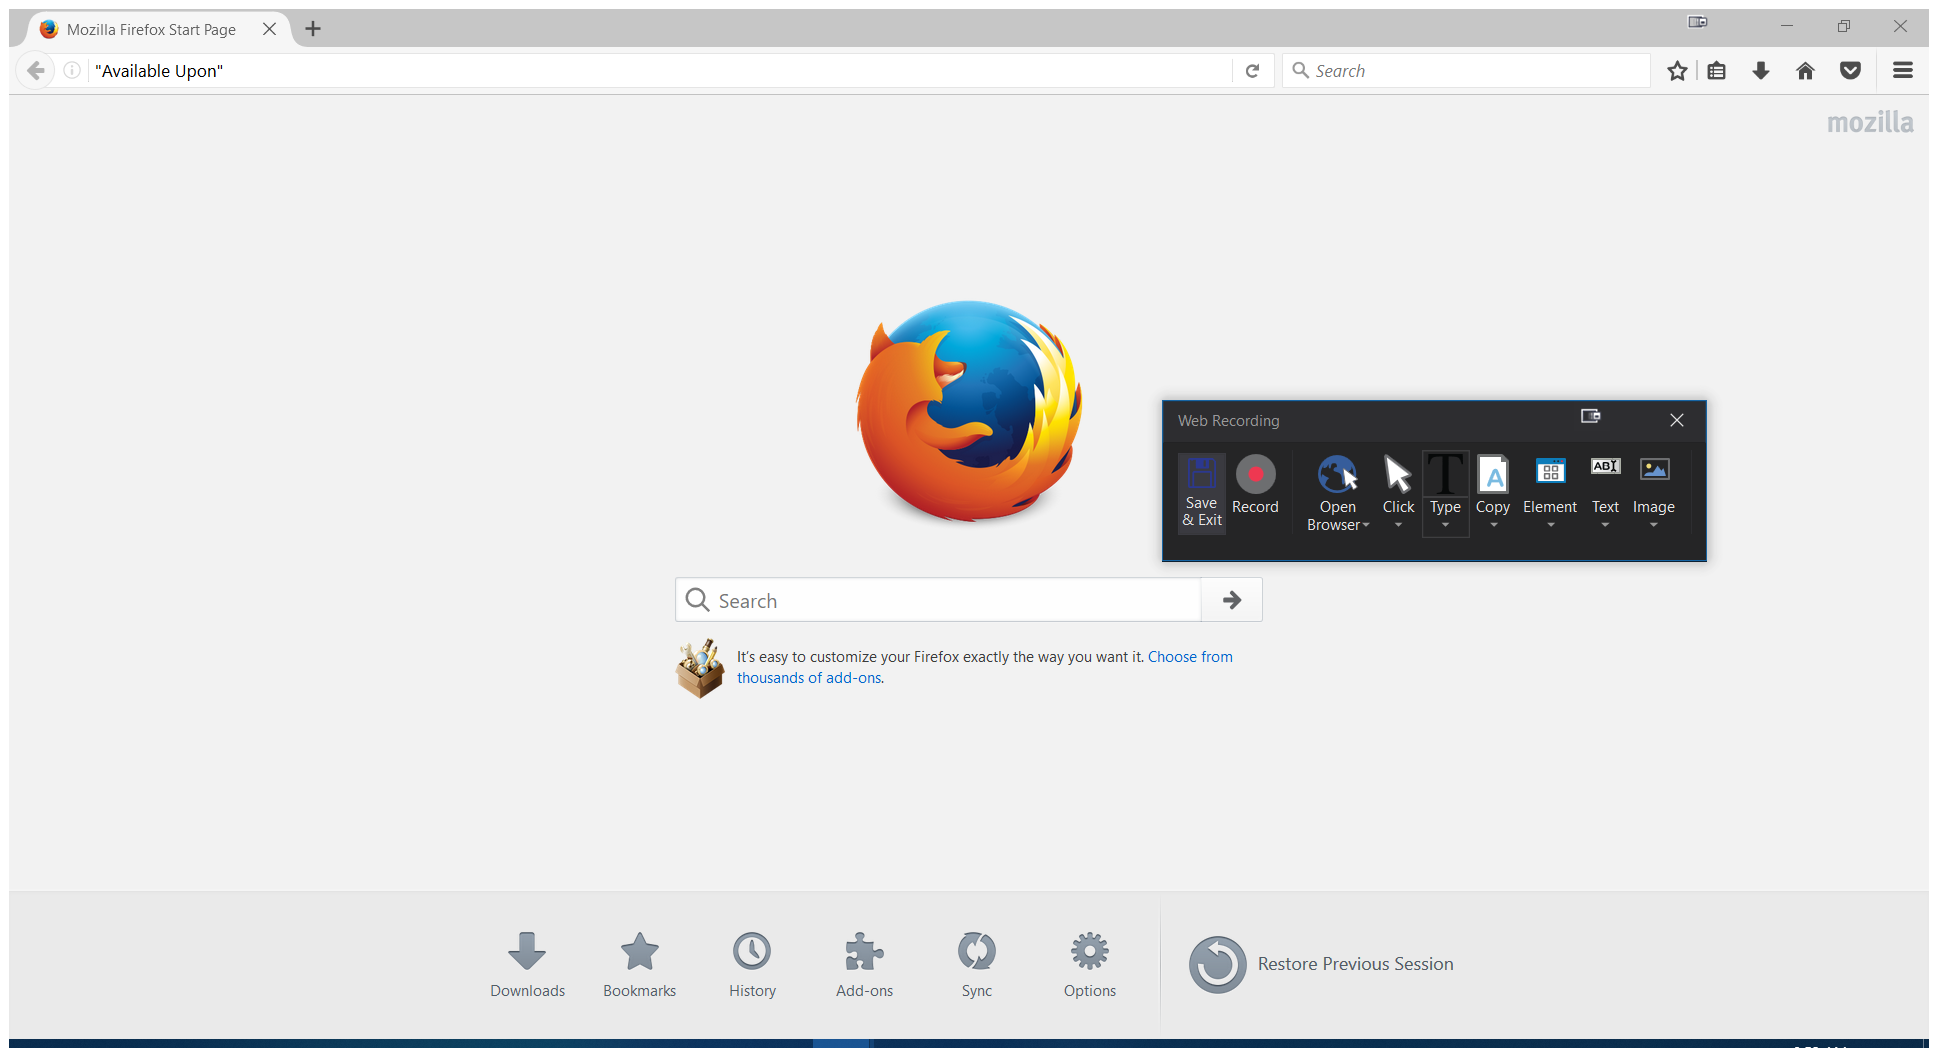 Mozilla Firefox Start Page
"Available Upon"
Search
mozilla
Web Recording
Save & Exit
Record
Open Browser
Click
Type
Copy
Element
Text
Image
A
ABI
Search
It's easy to customize your Firefox exactly the way you want it. Choose from
thousands of add-ons.
Downloads
Bookmarks
History
Add-ons
Sync
Options
Restore Previous Session